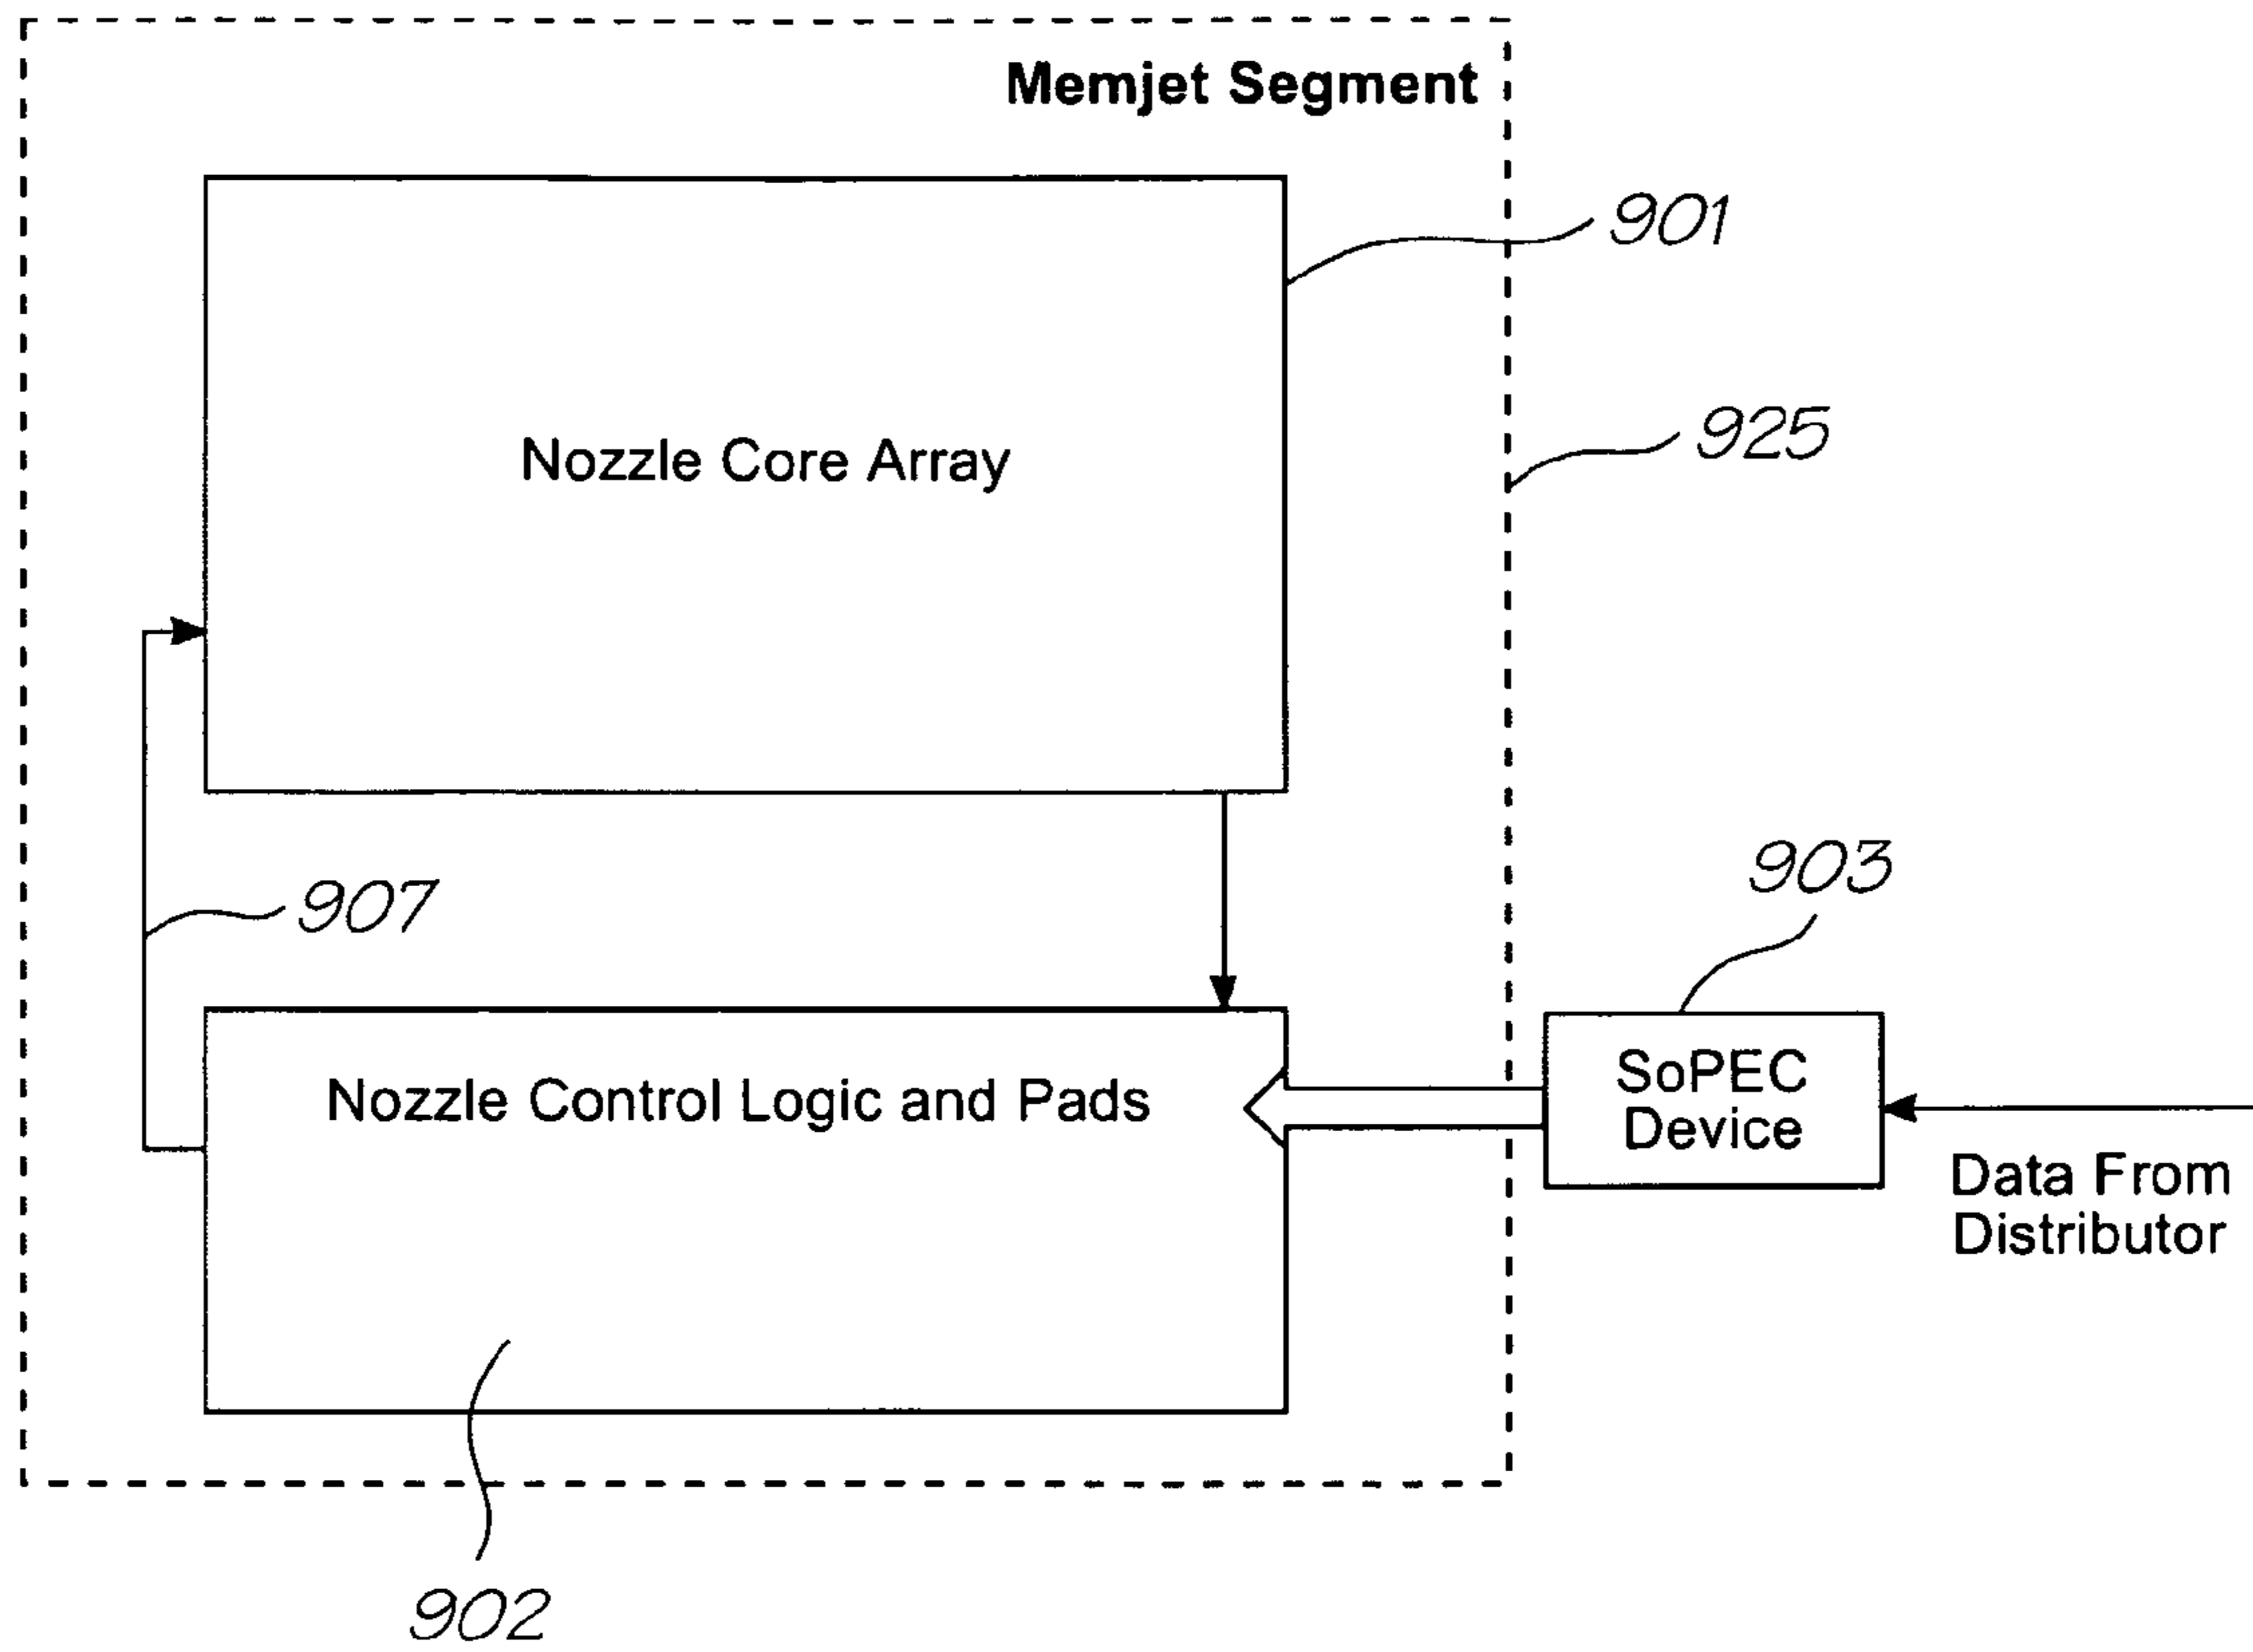 Memjet Segment
901
Nozzle Core Array
925
903
907
SoPEC
Device
Nozzle Control Logic and Pads
Data From
Distributor
902